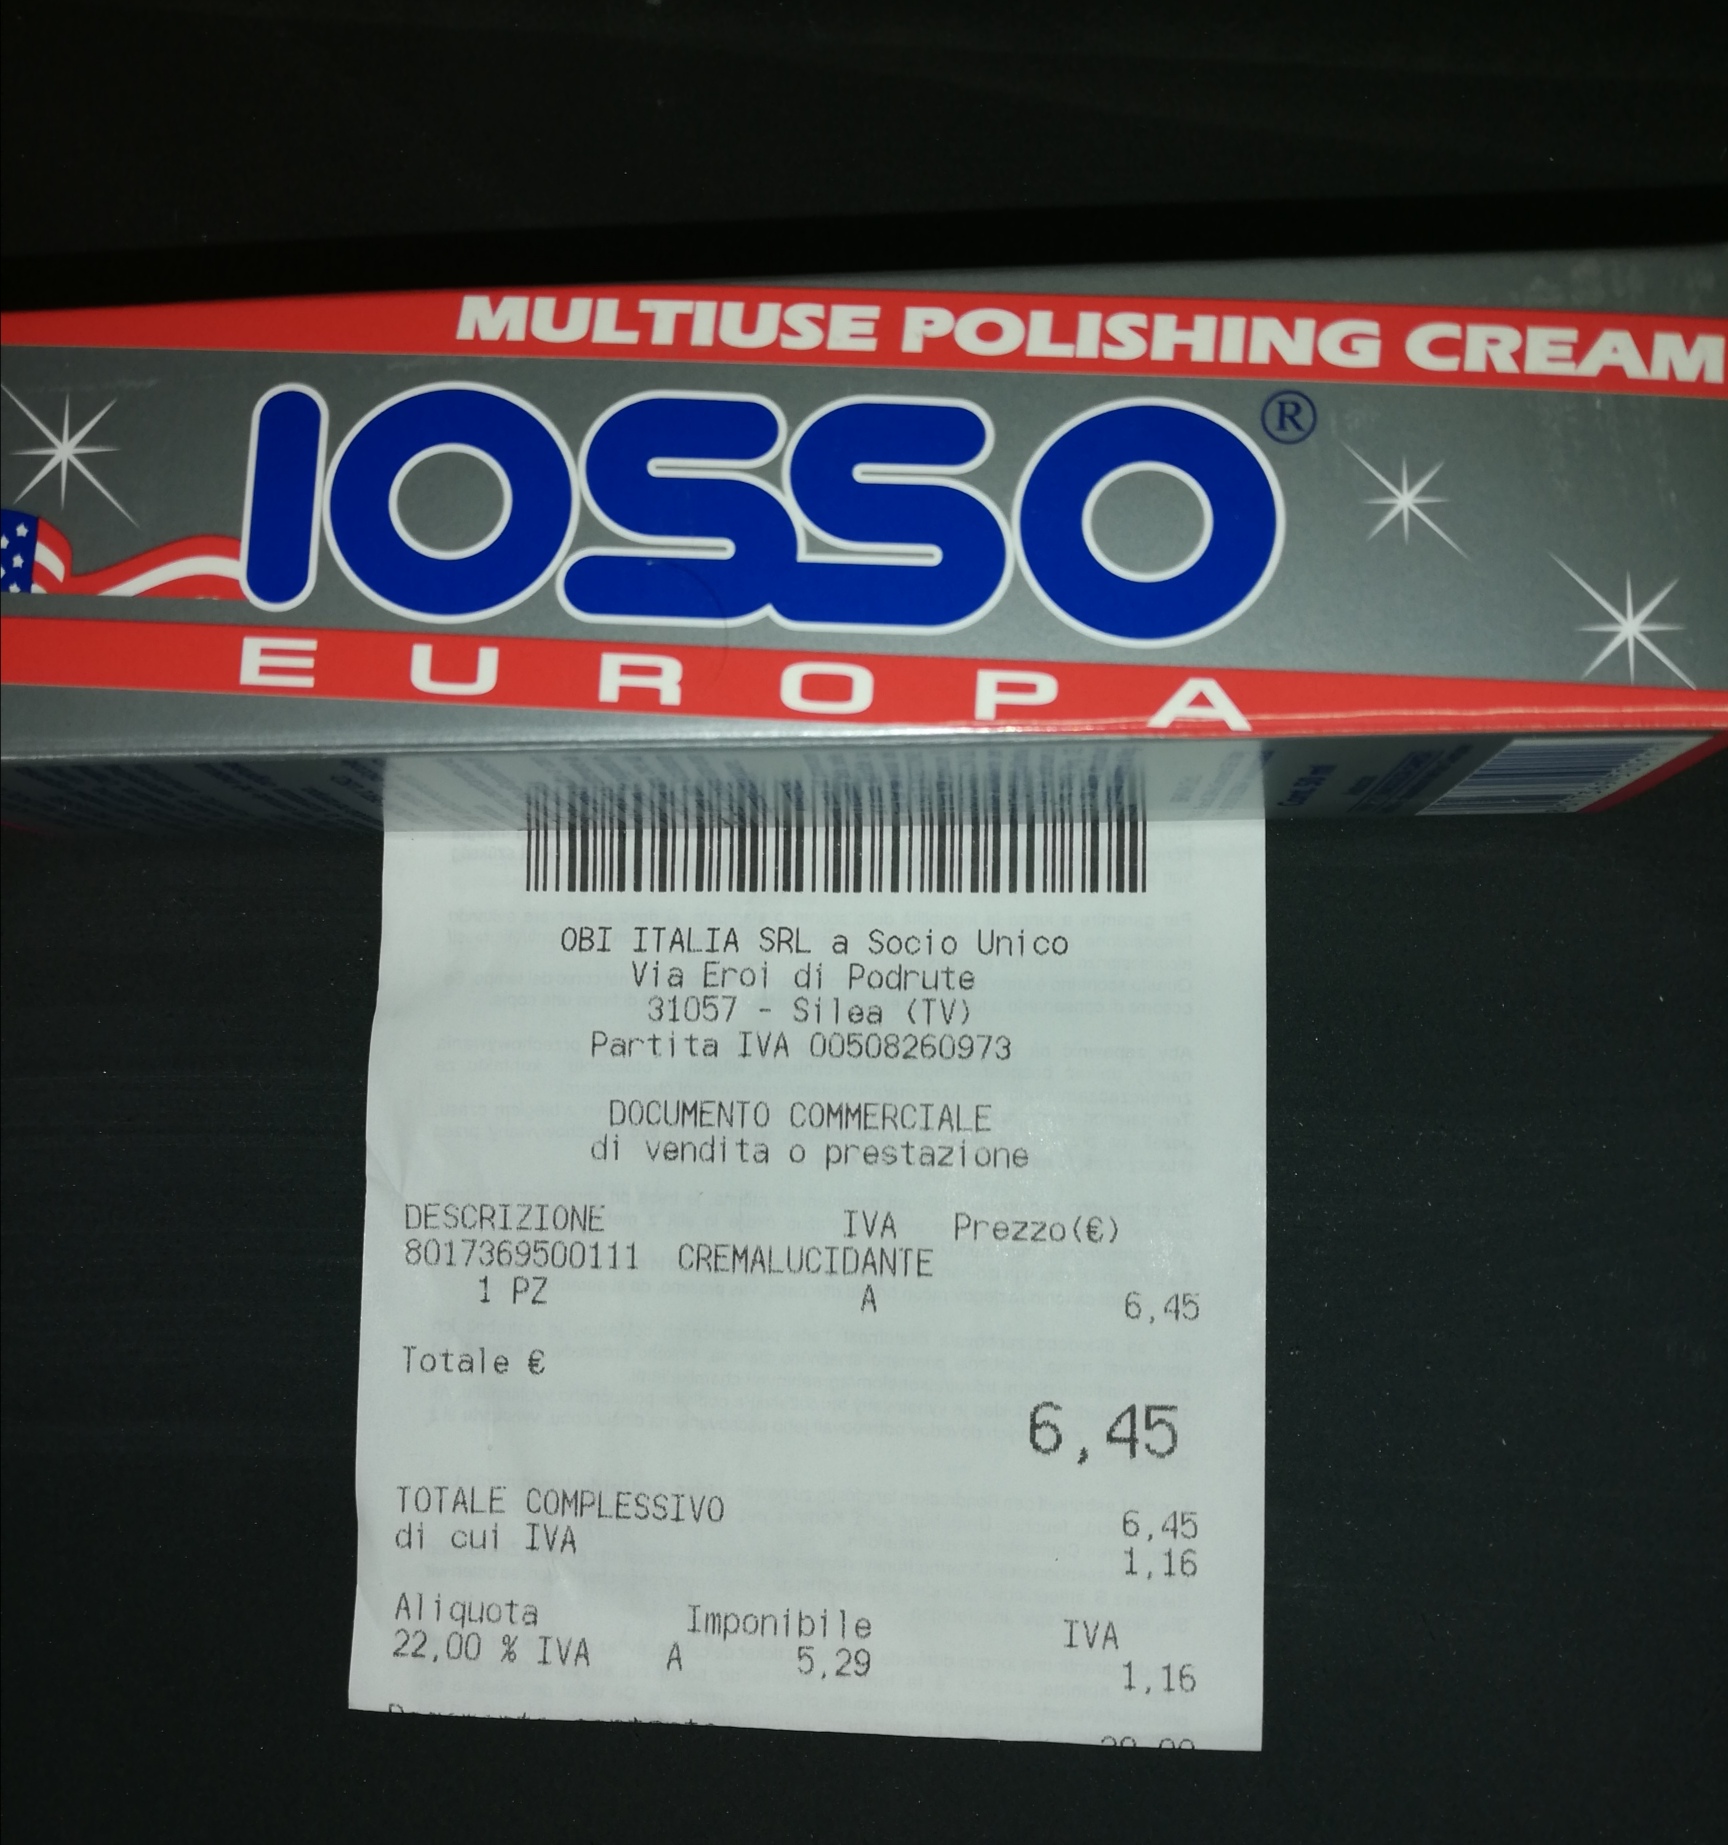 MULTIUSE POLISHING CREAM
IOSSO®
EUROPA
OBI ITALIA SRL a Socio Unico
Via Eroi di Podrute
31057 - Silea (TV)
Partita IVA 00508260973
DOCUMENTO COMMERCIALE
di vendita o prestazione
DESCRIZIONE IVA Prezzo(€)
8017369500111 CREMALUCIDANTE
1 PZ A 6,45
Totale €
6,45
TOTALE COMPLESSIVO 6,45
di cui IVA 1,16
Aliquota Imponibile IVA
22,00 % IVA A 5,29 1,16